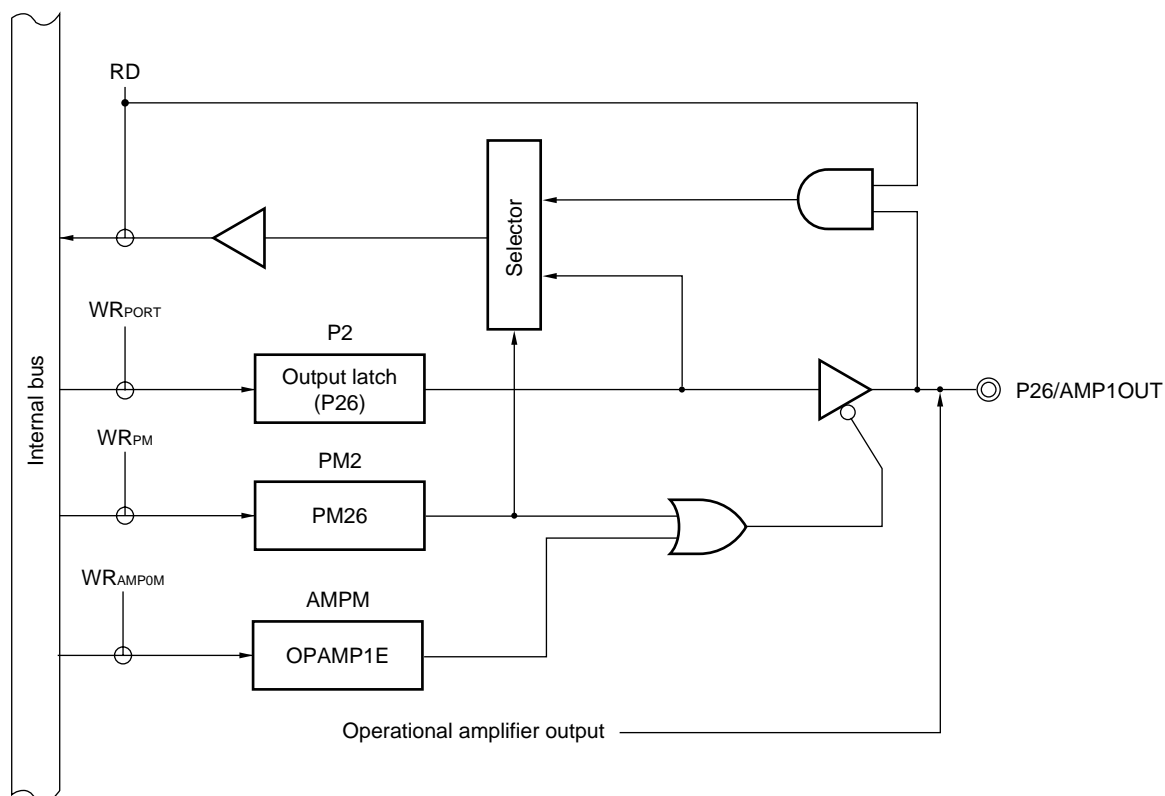 RD
Selector
WRPORT
P2
Output latch
(P26)
P26/AMP1OUT
Internal bus
WRPM
PM2
PM26
WRAMP0M
AMPM
OPAMP1E
Operational amplifier output